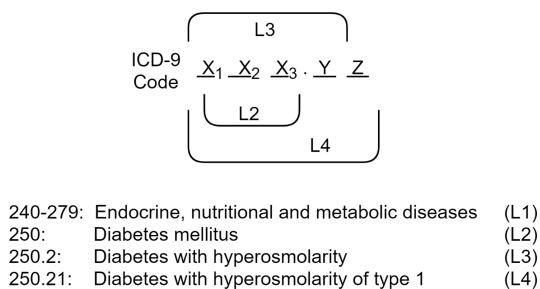 L3
ICD-9 Code X1 X2 X3 . Y Z
L2
L4
240-279: Endocrine, nutritional and metabolic diseases (L1)
250: Diabetes mellitus (L2)
250.2: Diabetes with hyperosmolarity (L3)
250.21: Diabetes with hyperosmolarity of type 1 (L4)